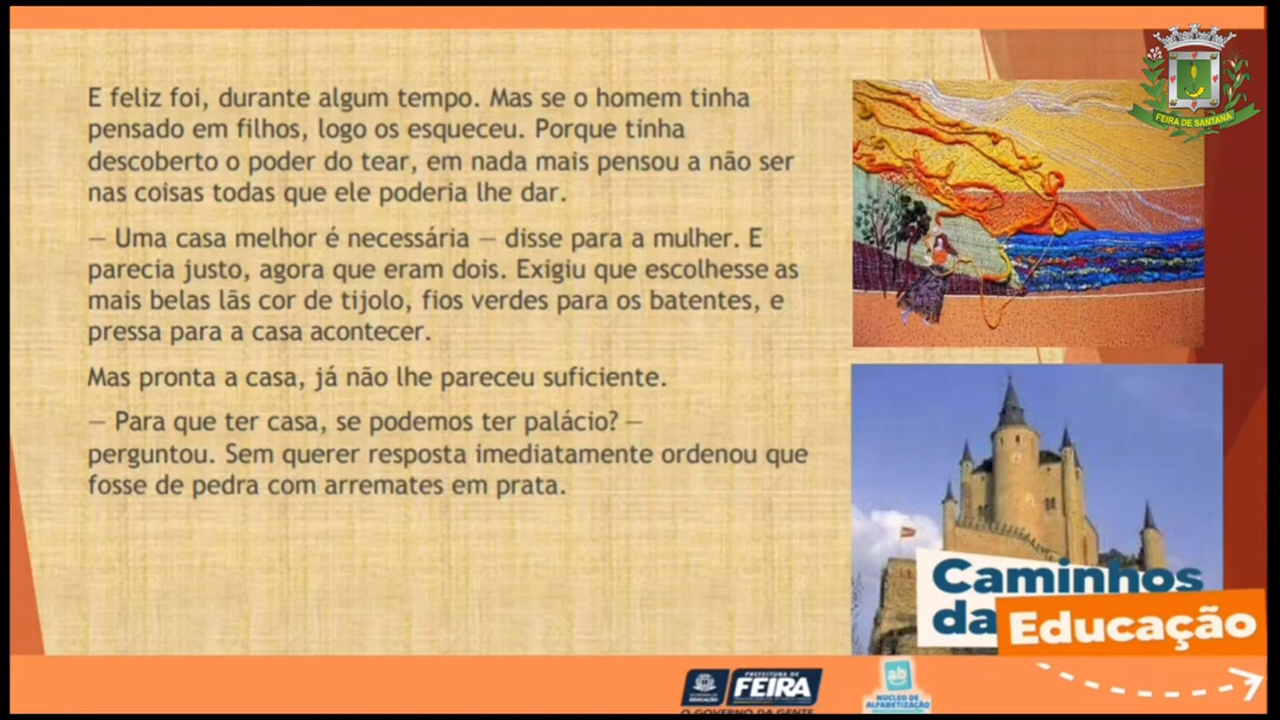 E feliz foi, durante algum tempo. Mas se o homem tinha
pensado em filhos, logo os esqueceu. Porque tinha
descoberto o poder do tear, em nada mais pensou a não ser
nas coisas todas que ele poderia lhe dar.
— Uma casa melhor é necessária — disse para a mulher. E
parecia justo, agora que eram dois. Exigiu que escolhesse as
mais belas lãs cor de tijolo, fios verdes para os batentes, e
pressa para a casa acontecer.
Mas pronta a casa, já não lhe pareceu suficiente.
— Para que ter casa, se podemos ter palácio? —
perguntou. Sem querer resposta imediatamente ordenou que
fosse de pedra com arremates em prata.
FEIRA DE SANTANA
Caminhos
da Educação
PREFEITURA DE
FEIRA
EDUCAÇÃO
O GOVERNO DA GENTE
ab
NÚCLEO DE
ALFABETIZAÇÃO